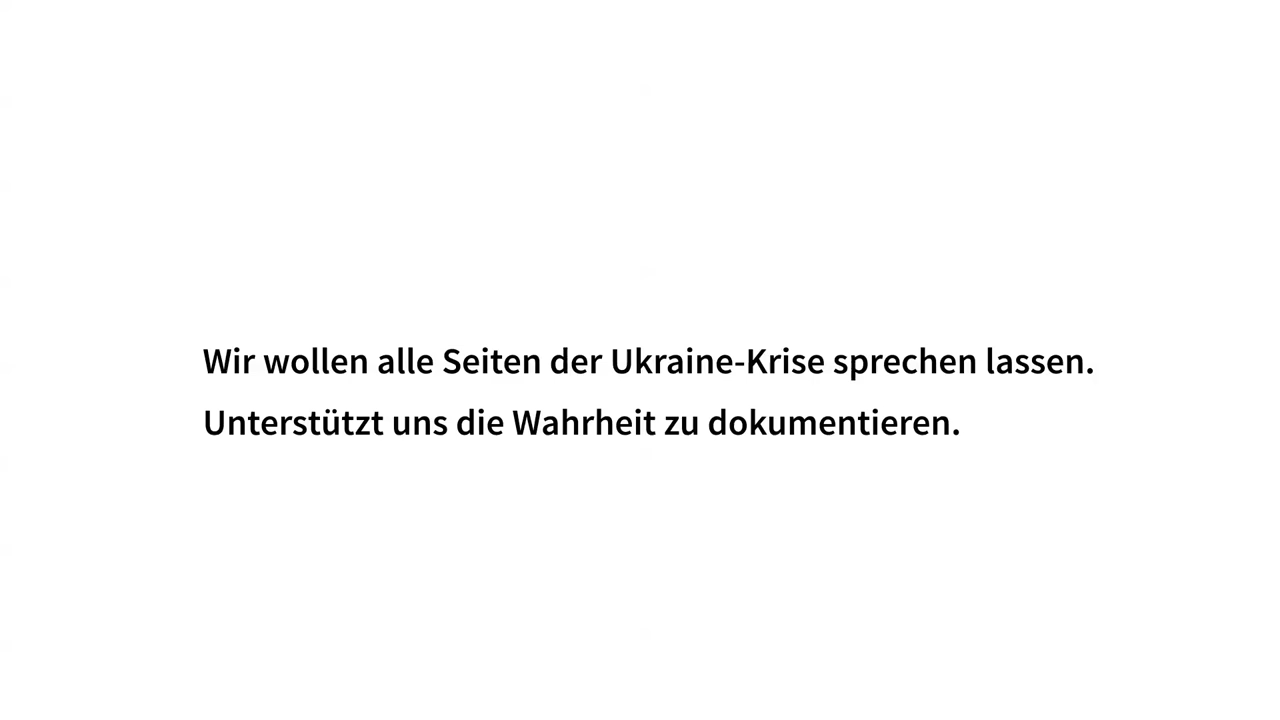 Wir wollen alle Seiten der Ukraine-Krise sprechen lassen.
Unterstützt uns die Wahrheit zu dokumentieren.